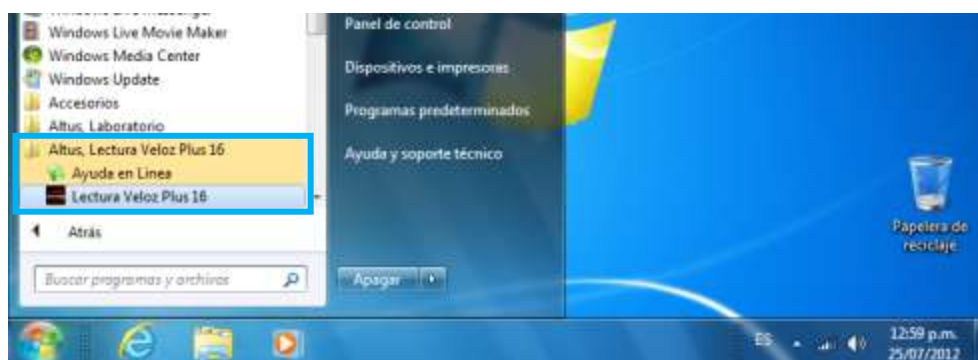 Windows Live Movie Maker
Windows Media Center
Windows Update
Accesorios
Altus, Laboratorio
Altus, Lectura Veloz Plus 16
Ayuda en Linea
Lectura Veloz Plus 16
Atrás
Buscar programas y archivos
Panel de control
Dispositivos e impresoras
Programas predeterminados
Ayuda y soporte técnico
Apagar
Papelera de
reciclaje
ES
12:59 p.m.
25/07/2012